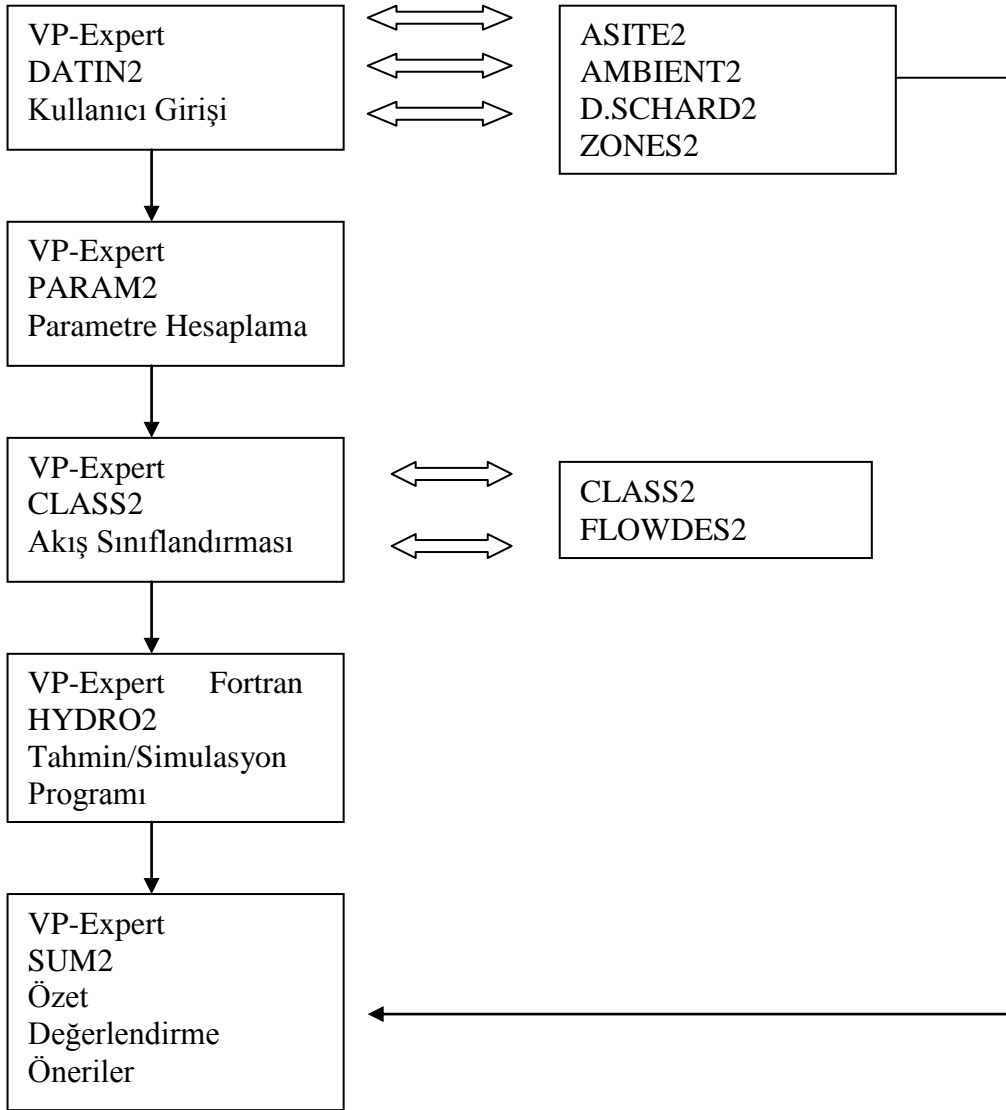 VP-Expert
DATIN2
Kullanıcı Girişi
ASITE2
AMBIENT2
D.SCHARD2
ZONES2
VP-Expert
PARAM2
Parametre Hesaplama
VP-Expert
CLASS2
Akış Sınıflandırması
CLASS2
FLOWDES2
VP-Expert Fortran
HYDRO2
Tahmin/Simulasyon
Programı
VP-Expert
SUM2
Özet
Değerlendirme
Öneriler